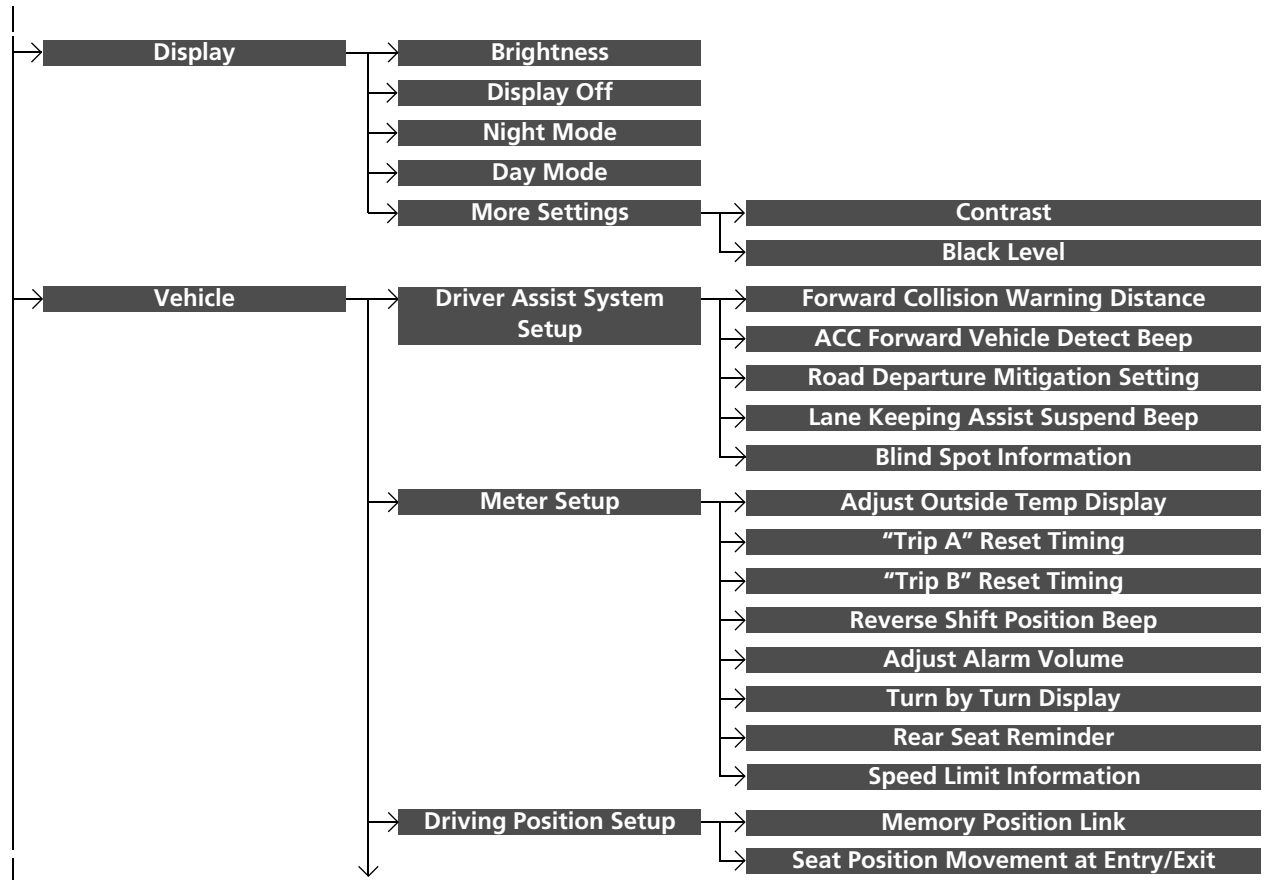 Display
Brightness
Display Off
Night Mode
Day Mode
More Settings
Contrast
Black Level
Vehicle
Driver Assist System
Setup
Forward Collision Warning Distance
ACC Forward Vehicle Detect Beep
Road Departure Mitigation Setting
Lane Keeping Assist Suspend Beep
Blind Spot Information
Meter Setup
Adjust Outside Temp Display
“Trip A” Reset Timing
“Trip B” Reset Timing
Reverse Shift Position Beep
Adjust Alarm Volume
Turn by Turn Display
Rear Seat Reminder
Speed Limit Information
Driving Position Setup
Memory Position Link
Seat Position Movement at Entry/Exit